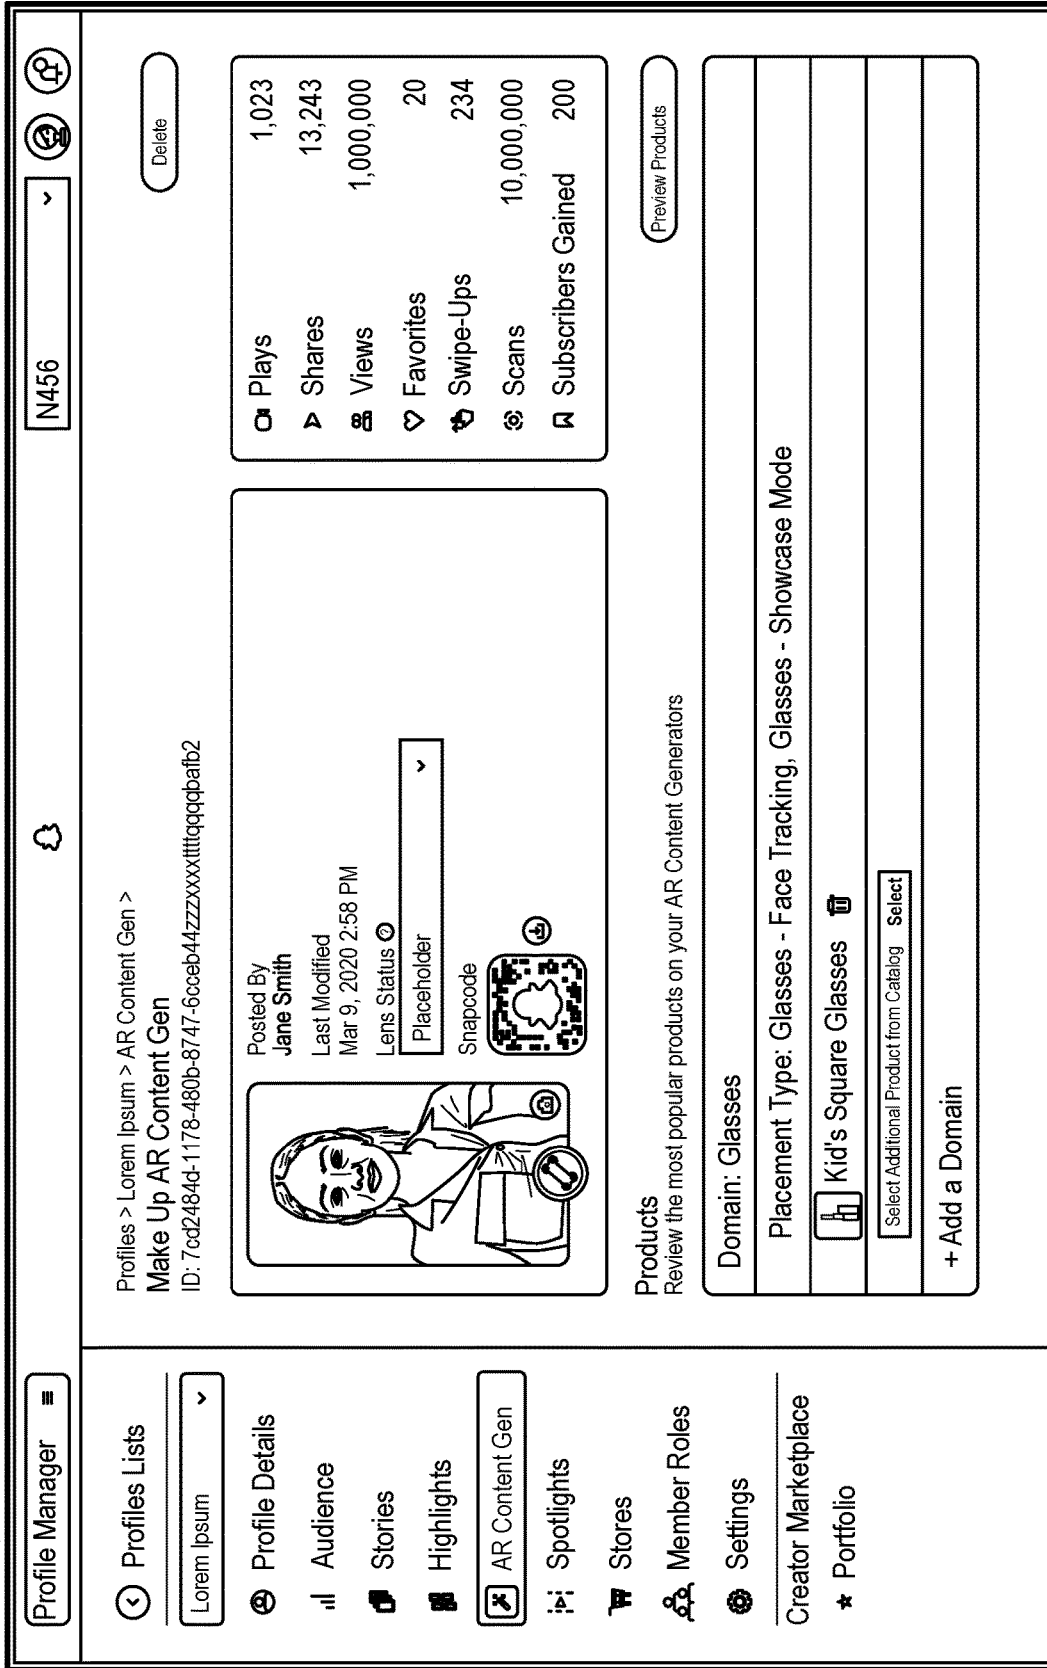 Profile Manager
N456
Profiles Lists
Lorem Ipsum
Profile Details
Audience
Stories
Highlights
AR Content Gen
Spotlights
Stores
Member Roles
Settings
Creator Marketplace
Portfolio
Profiles > Lorem Ipsum > AR Content Gen >
Make Up AR Content Gen
ID: 7cd2484d-1178-480b-8747-6cceb44zzzxxxxttttqqqqbafb2
Delete
Posted By
Jane Smith
Last Modified
Mar 9, 2020 2:58 PM
Lens Status ?
Placeholder
Snapcode
Plays 1,023
Shares 13,243
Views 1,000,000
Favorites 20
Swipe-Ups 234
Scans 10,000,000
Subscribers Gained 200
Products
Review the most popular products on your AR Content Generators
Preview Products
Domain: Glasses
Placement Type: Glasses - Face Tracking, Glasses - Showcase Mode
Kid's Square Glasses
Select Additional Product from Catalog Select
+ Add a Domain